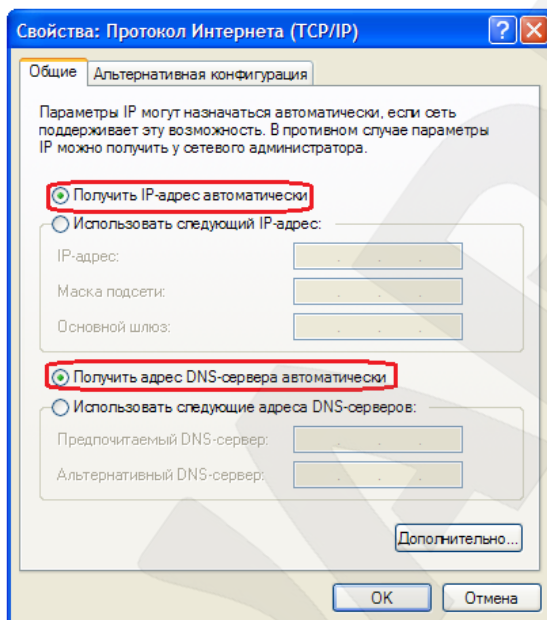 Свойства: Протокол Интернета (TCP/IP)
Общие
Альтернативная конфигурация
Параметры IP могут назначаться автоматически, если сеть
поддерживает эту возможность. В противном случае параметры
IP можно получить у сетевого администратора.
Получить IP-адрес автоматически
Использовать следующий IP-адрес:
IP-адрес:
Маска подсети:
Основной шлюз:
Получить адрес DNS-сервера автоматически
Использовать следующие адреса DNS-серверов:
Предпочитаемый DNS-сервер:
Альтернативный DNS-сервер:
Дополнительно...
OK
Отмена